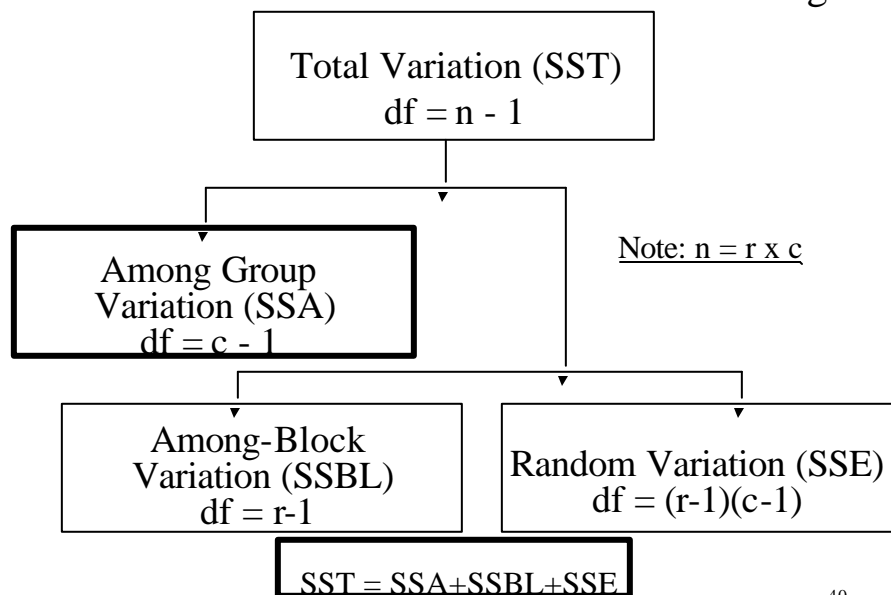 Total Variation (SST)
df = n - 1
Note: n = r x c
Among Group
Variation (SSA)
df = c - 1
Among-Block
Variation (SSBL)
df = r-1
Random Variation (SSE)
df = (r-1)(c-1)
SST = SSA+SSBL+SSE